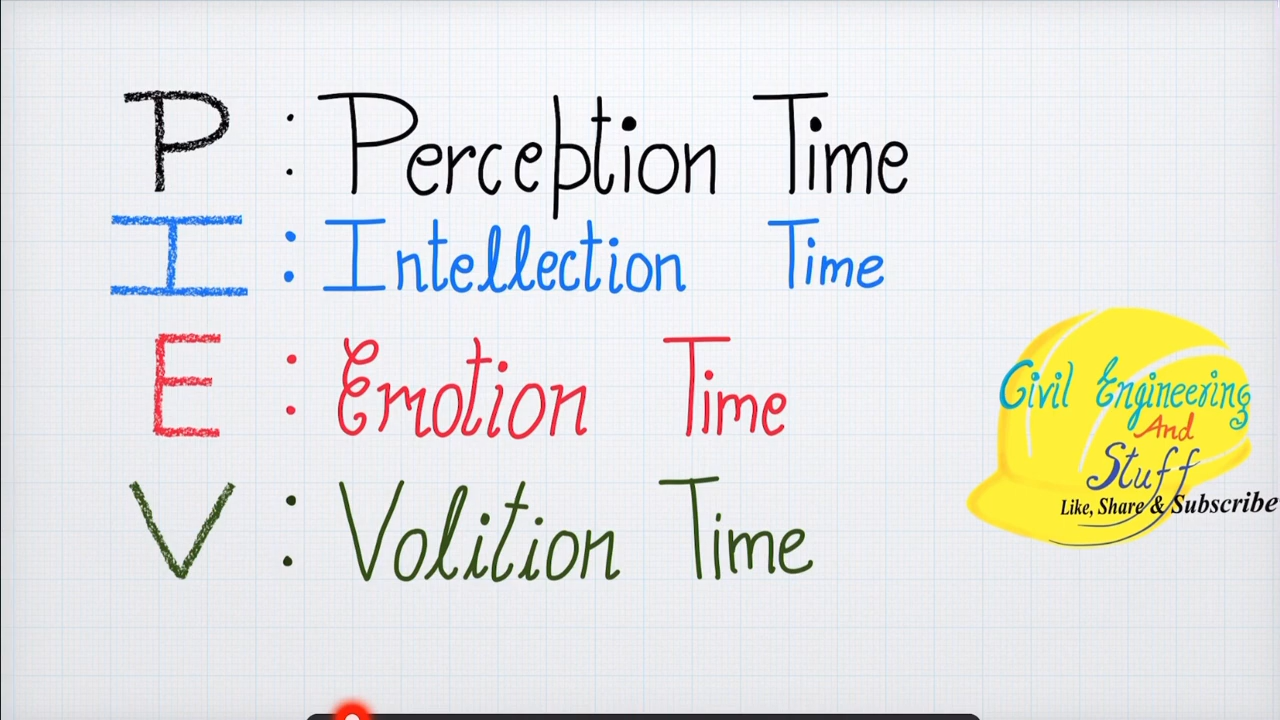 P : Perception Time
I : Intellection Time
E : Emotion Time
V : Volition Time
Civil Engineering
And
Stuff
Like, Share & Subscribe